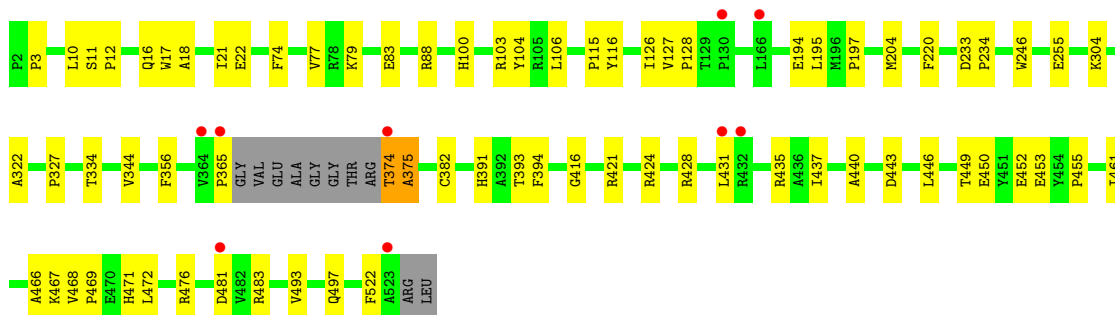 P2 P3 L10 S11 P12 Q16 W17 A18 I21 E22 F74 V77 R78 K79 E83 R88 H100 R103 Y104 R105 L106 P115 Y116 I126 V127 P128 T129 P130 L166 E194 L195 M196 P197 M204 F220 D233 P234 W246 E255 K304
A322 P327 T334 V344 F356 V364 P365 GLY VAL GLU ALA GLY GLY THR ARG T374 A375 C382 H391 A392 T393 F394 G416 R421 R424 R428 L431 R432 R435 A436 I437 A440 D443 L446 T449 E450 Y451 E452 E453 Y454 P455
A466 K467 V468 P469 E470 H471 L472 R476 D481 V482 R483 V493 Q497 F522 A523 ARG LEU